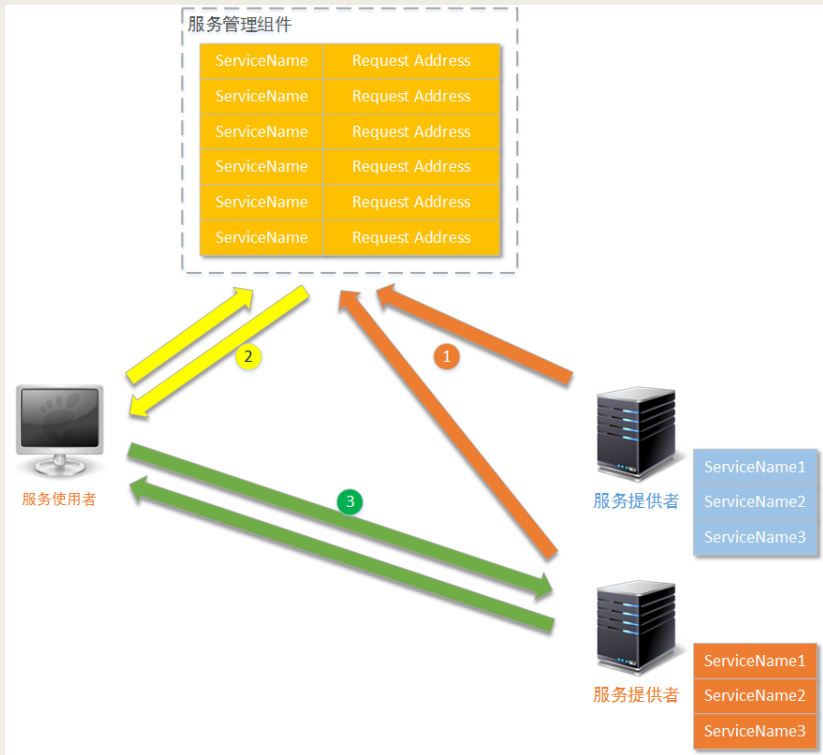 服务管理组件
ServiceName Request Address
ServiceName Request Address
ServiceName Request Address
ServiceName Request Address
ServiceName Request Address
ServiceName Request Address
2
1
服务使用者
3
服务提供者
ServiceName1
ServiceName2
ServiceName3
服务提供者
ServiceName1
ServiceName2
ServiceName3